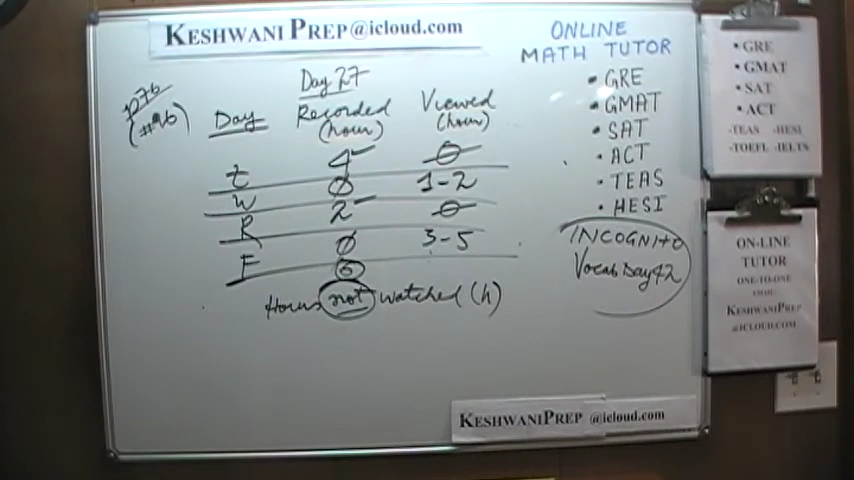 KESHWANI PREP@icloud.com
Day 27
p276
(#96)
Day Recorded (hour) Viewed (hour)
t 4 0
W 0 1-2
R 2 0
F 0 3-5
6
Hours not watched (h)
ONLINE
MATH TUTOR
• GRE
• GMAT
• SAT
• ACT
• TEAS
• HESI
INCOGNITO
Vocab Day 42
• GRE
• GMAT
• SAT
• ACT
-TEAS -HESI
-TOEFL -IELTS
ON-LINE
TUTOR
ONE-TO-ONE
KESHWANIPREP
@ICLOUD.COM
KESHWANIPREP @icloud.com